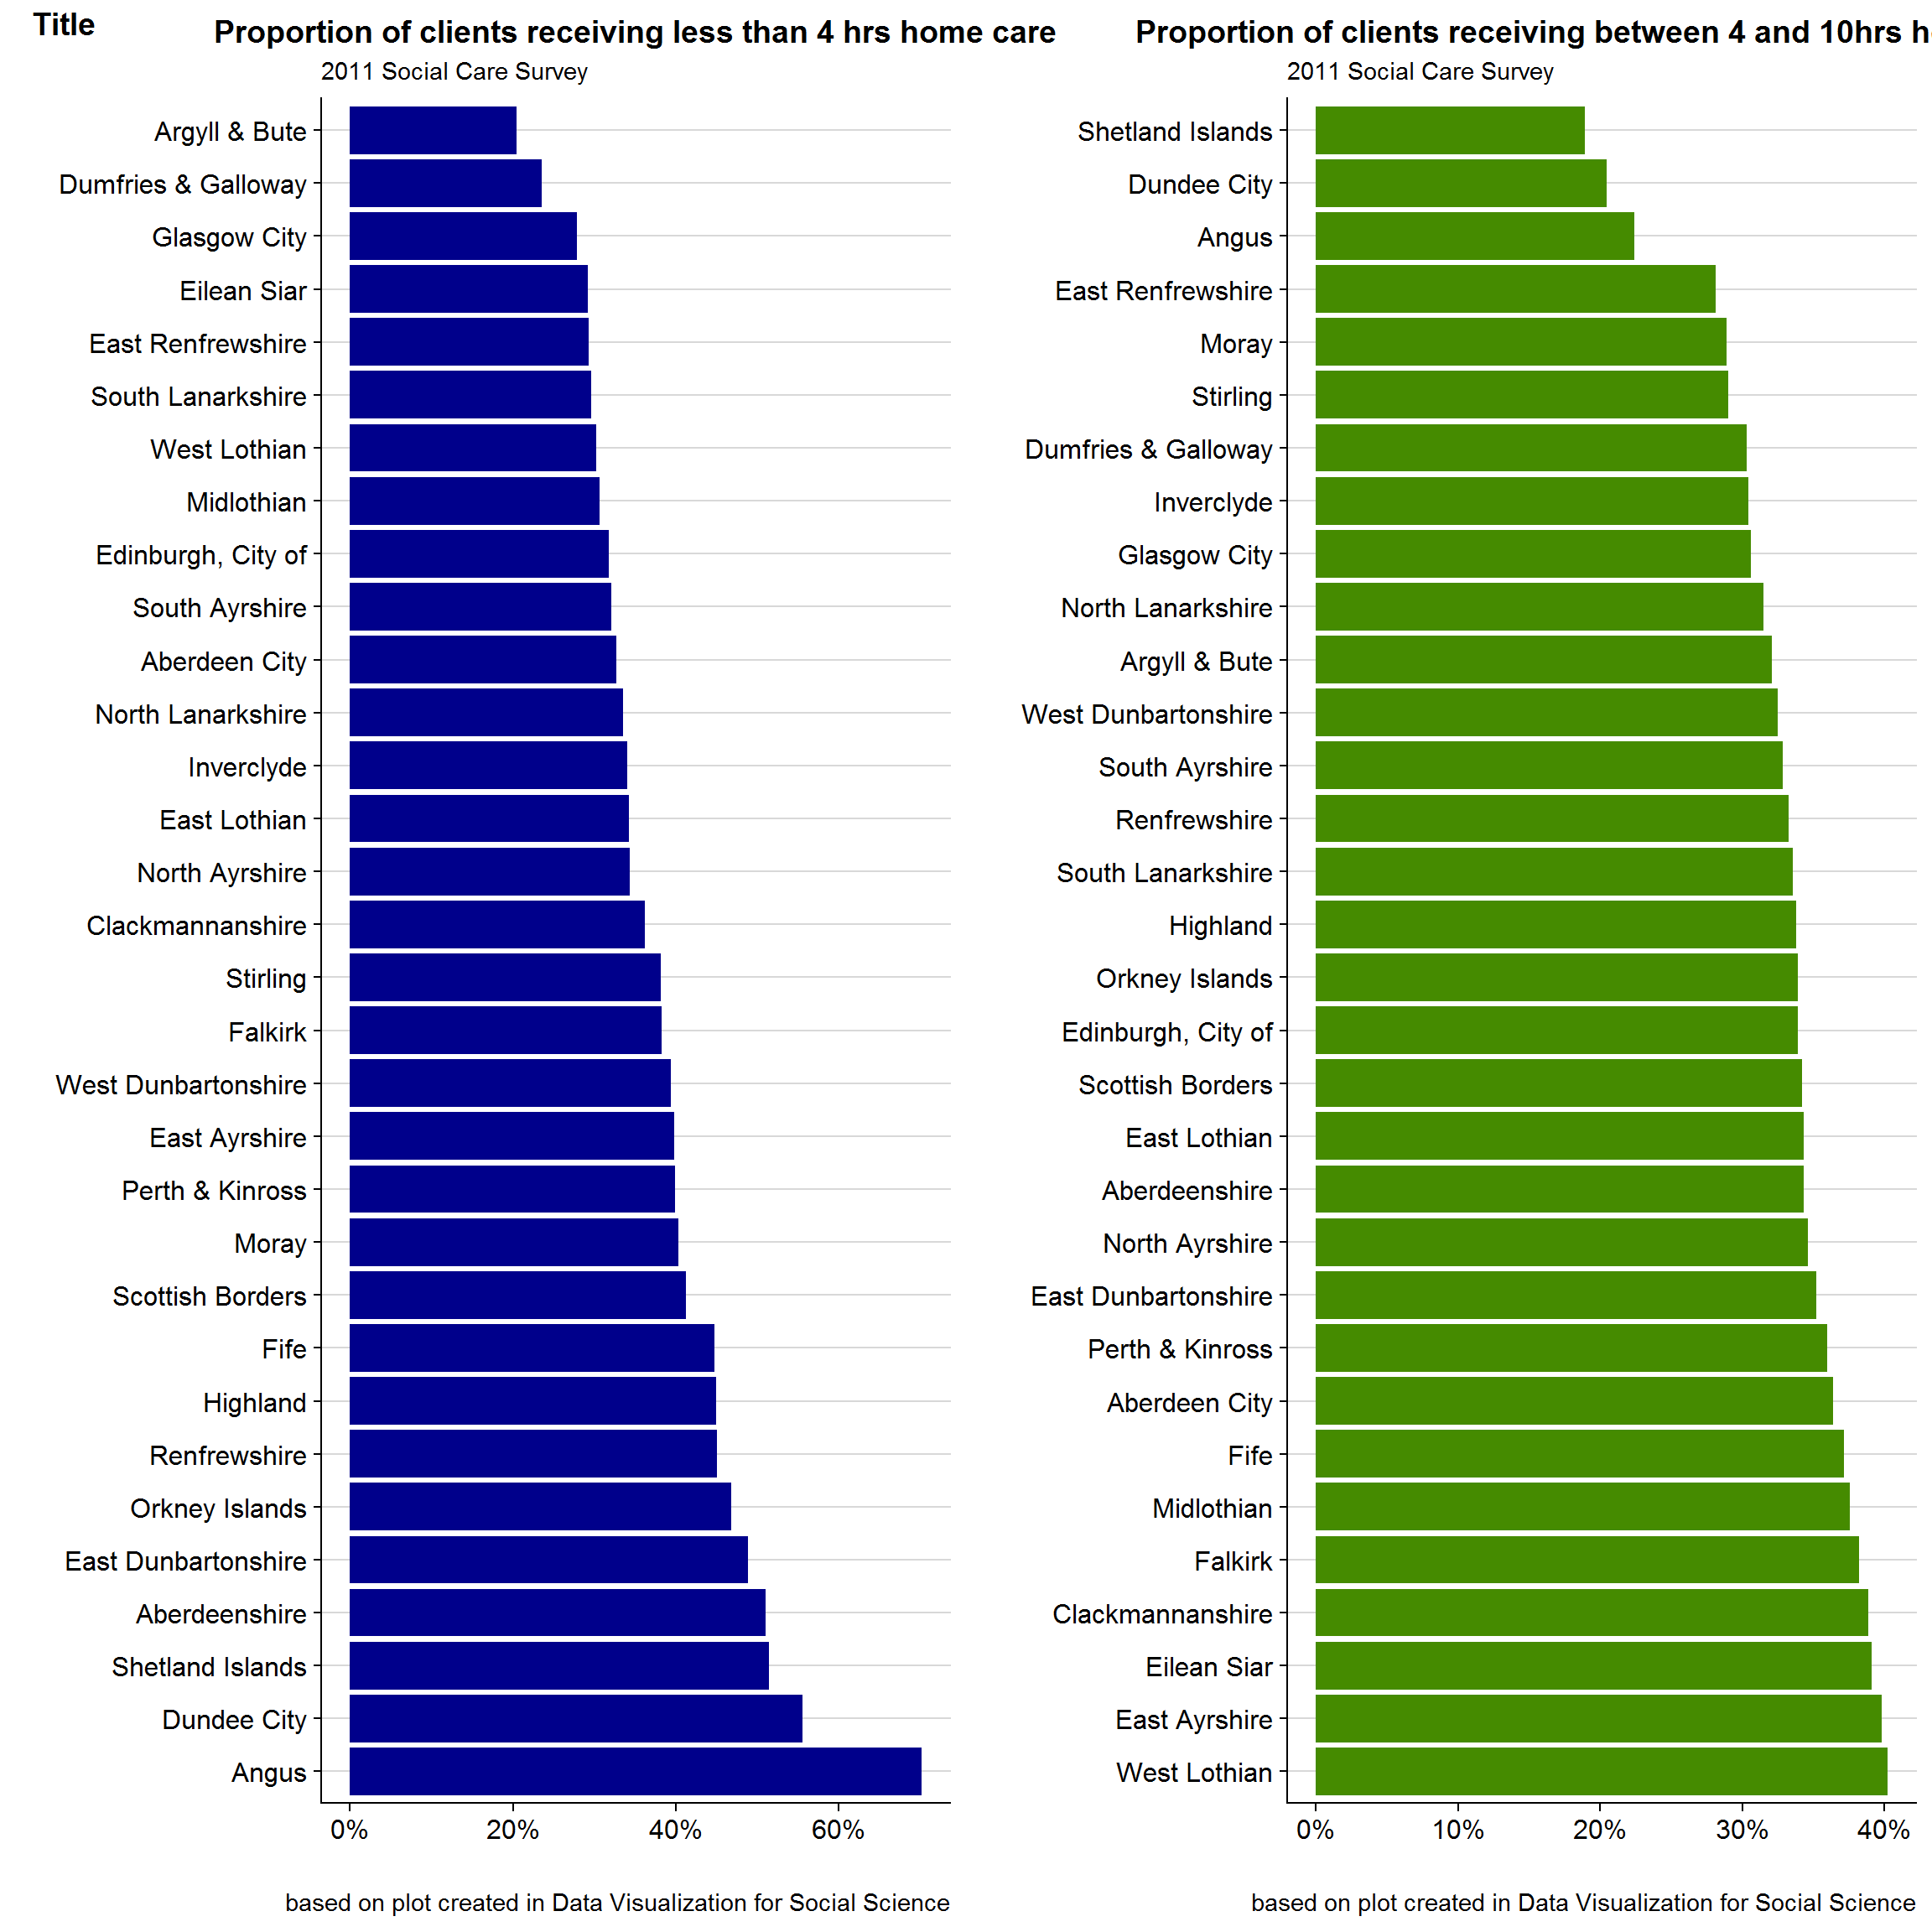 Title
Proportion of clients receiving less than 4 hrs home care
2011 Social Care Survey
Argyll & Bute
Dumfries & Galloway
Glasgow City
Eilean Siar
East Renfrewshire
South Lanarkshire
West Lothian
Midlothian
Edinburgh, City of
South Ayrshire
Aberdeen City
North Lanarkshire
Inverclyde
East Lothian
North Ayrshire
Clackmannanshire
Stirling
Falkirk
West Dunbartonshire
East Ayrshire
Perth & Kinross
Moray
Scottish Borders
Fife
Highland
Renfrewshire
Orkney Islands
East Dunbartonshire
Aberdeenshire
Shetland Islands
Dundee City
Angus
0% 20% 40% 60%
based on plot created in Data Visualization for Social Science
Proportion of clients receiving between 4 and 10hrs h
2011 Social Care Survey
Shetland Islands
Dundee City
Angus
East Renfrewshire
Moray
Stirling
Dumfries & Galloway
Inverclyde
Glasgow City
North Lanarkshire
Argyll & Bute
West Dunbartonshire
South Ayrshire
Renfrewshire
South Lanarkshire
Highland
Orkney Islands
Edinburgh, City of
Scottish Borders
East Lothian
Aberdeenshire
North Ayrshire
East Dunbartonshire
Perth & Kinross
Aberdeen City
Fife
Midlothian
Falkirk
Clackmannanshire
Eilean Siar
East Ayrshire
West Lothian
0% 10% 20% 30% 40%
based on plot created in Data Visualization for Social Science